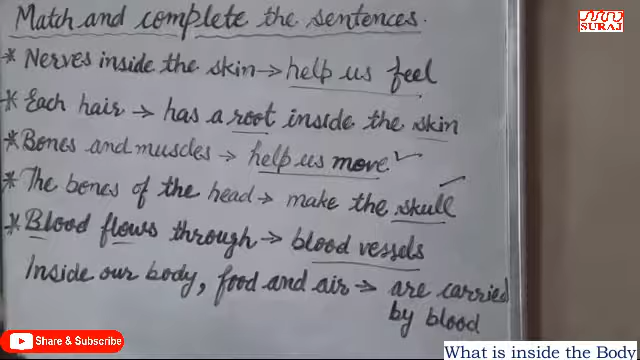 Match and complete the sentences.
SURAJ
* Nerves inside the skin → help us feel
* Each hair → has a root inside the skin
* Bones and muscles → help us move
* The bones of the head → make the skull
* Blood flows through → blood vessels
Inside our body, food and air → are carried
by blood
Share & Subscribe
What is inside the Body